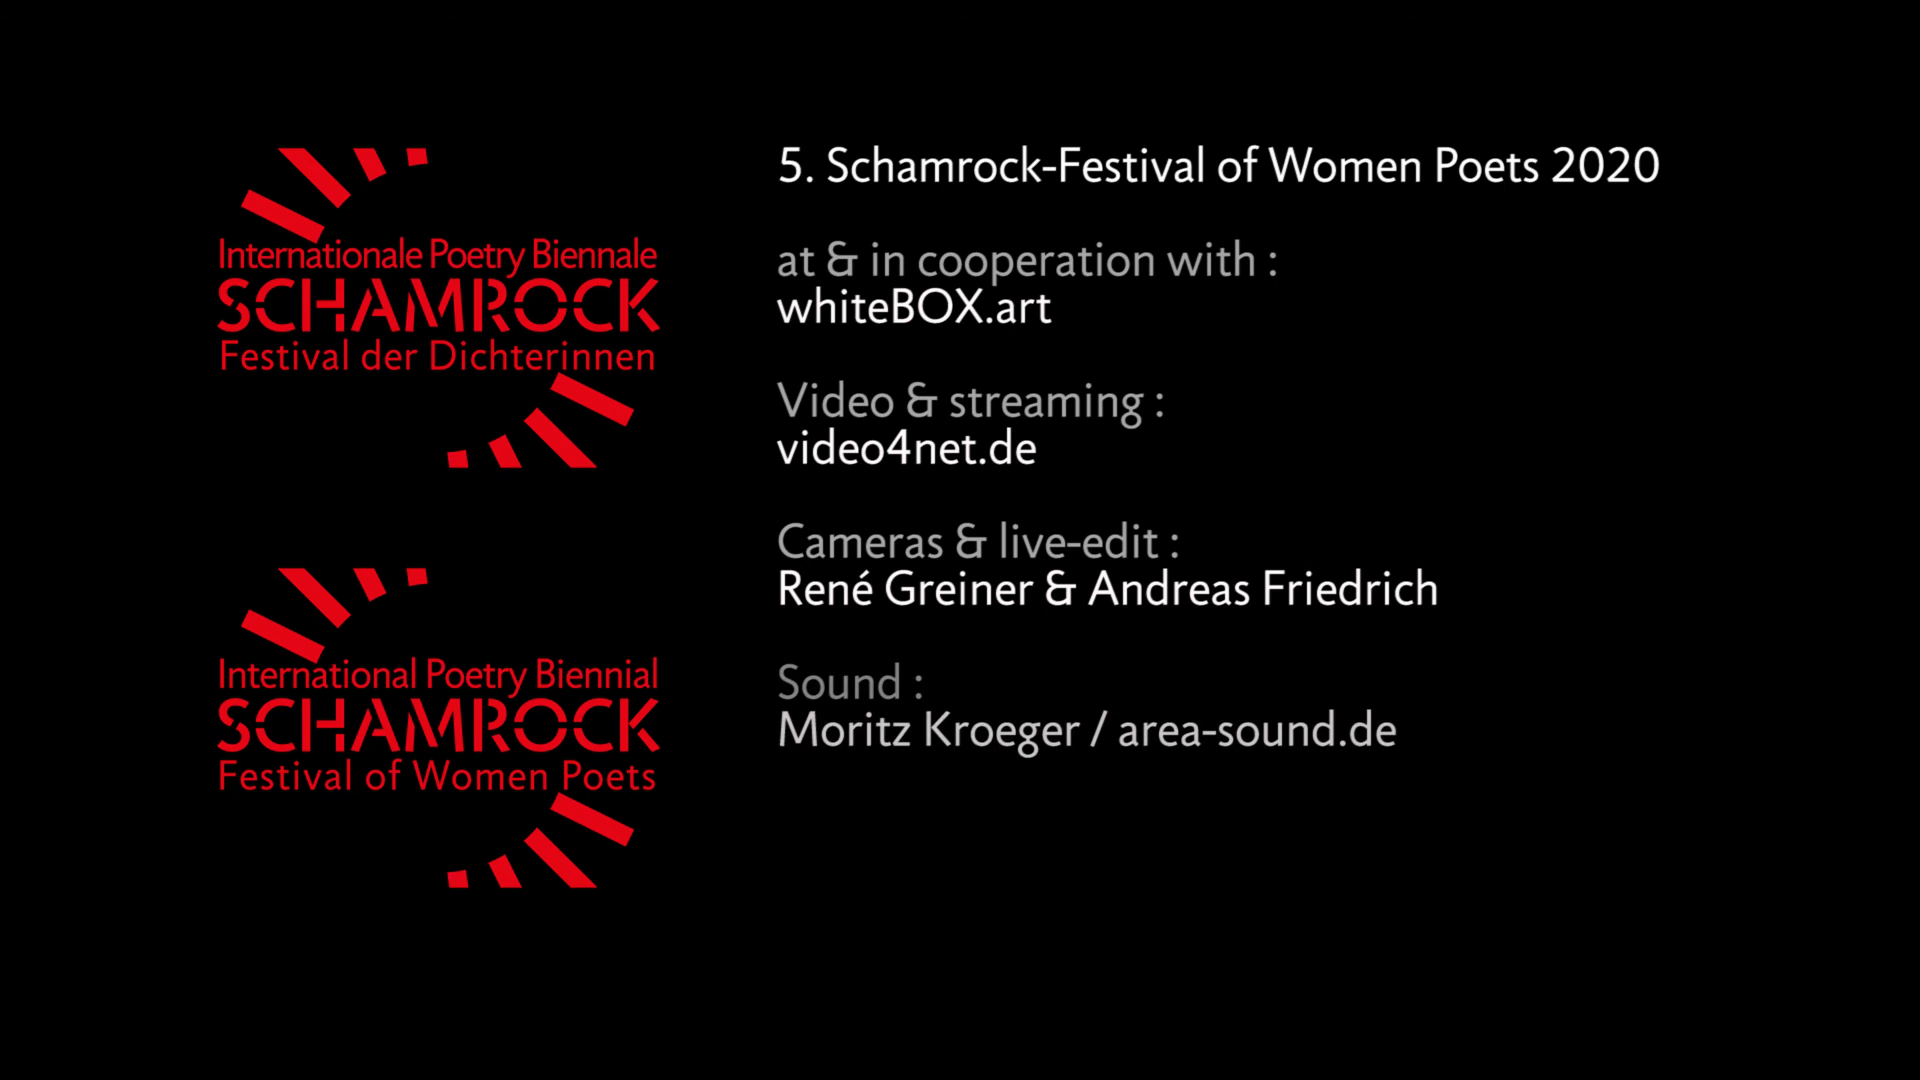 Internationale Poetry Biennale
SCHAMROCK
Festival der Dichterinnen
International Poetry Biennial
SCHAMROCK
Festival of Women Poets
5. Schamrock-Festival of Women Poets 2020
at & in cooperation with :
whiteBOX.art
Video & streaming :
video4net.de
Cameras & live-edit :
René Greiner & Andreas Friedrich
Sound :
Moritz Kroeger / area-sound.de